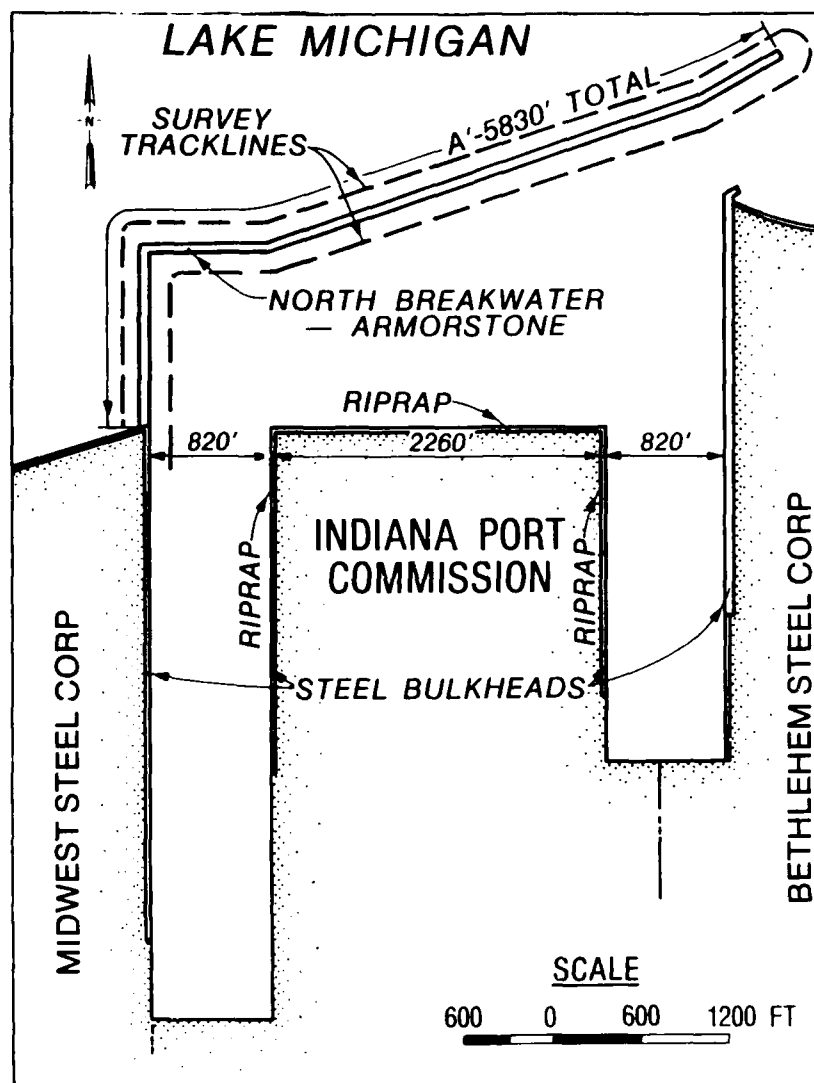 LAKE MICHIGAN
N
A'-5830' TOTAL
SURVEY
TRACKLINES
NORTH BREAKWATER
— ARMORSTONE
RIPRAP
820'
2260'
820'
RIPRAP
INDIANA PORT
COMMISSION
RIPRAP
STEEL BULKHEADS
MIDWEST STEEL CORP
BETHLEHEM STEEL CORP
SCALE
600 0 600 1200 FT